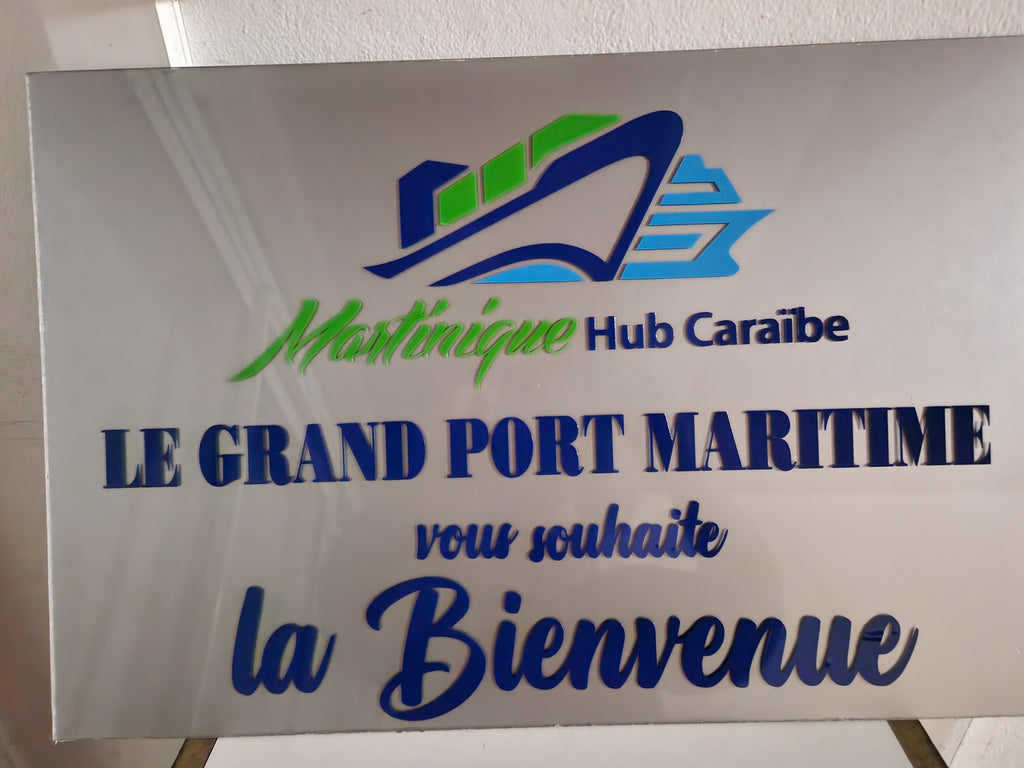 Martinique Hub Caraïbe
LE GRAND PORT MARITIME
vous souhaite
la Bienvenue